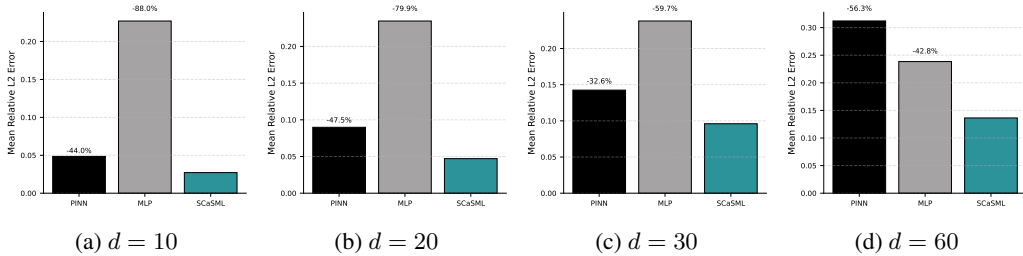 -88.0%
-44.0%
Mean Relative L2 Error
0.20
0.15
0.10
0.05
0.00
PINN MLP SCaSML
(a) d = 10
-79.9%
-47.5%
Mean Relative L2 Error
0.20
0.15
0.10
0.05
0.00
PINN MLP SCaSML
(b) d = 20
-59.7%
-32.6%
Mean Relative L2 Error
0.20
0.15
0.10
0.05
0.00
PINN MLP SCaSML
(c) d = 30
-56.3%
-42.8%
Mean Relative L2 Error
0.30
0.25
0.20
0.15
0.10
0.05
0.00
PINN MLP SCaSML
(d) d = 60